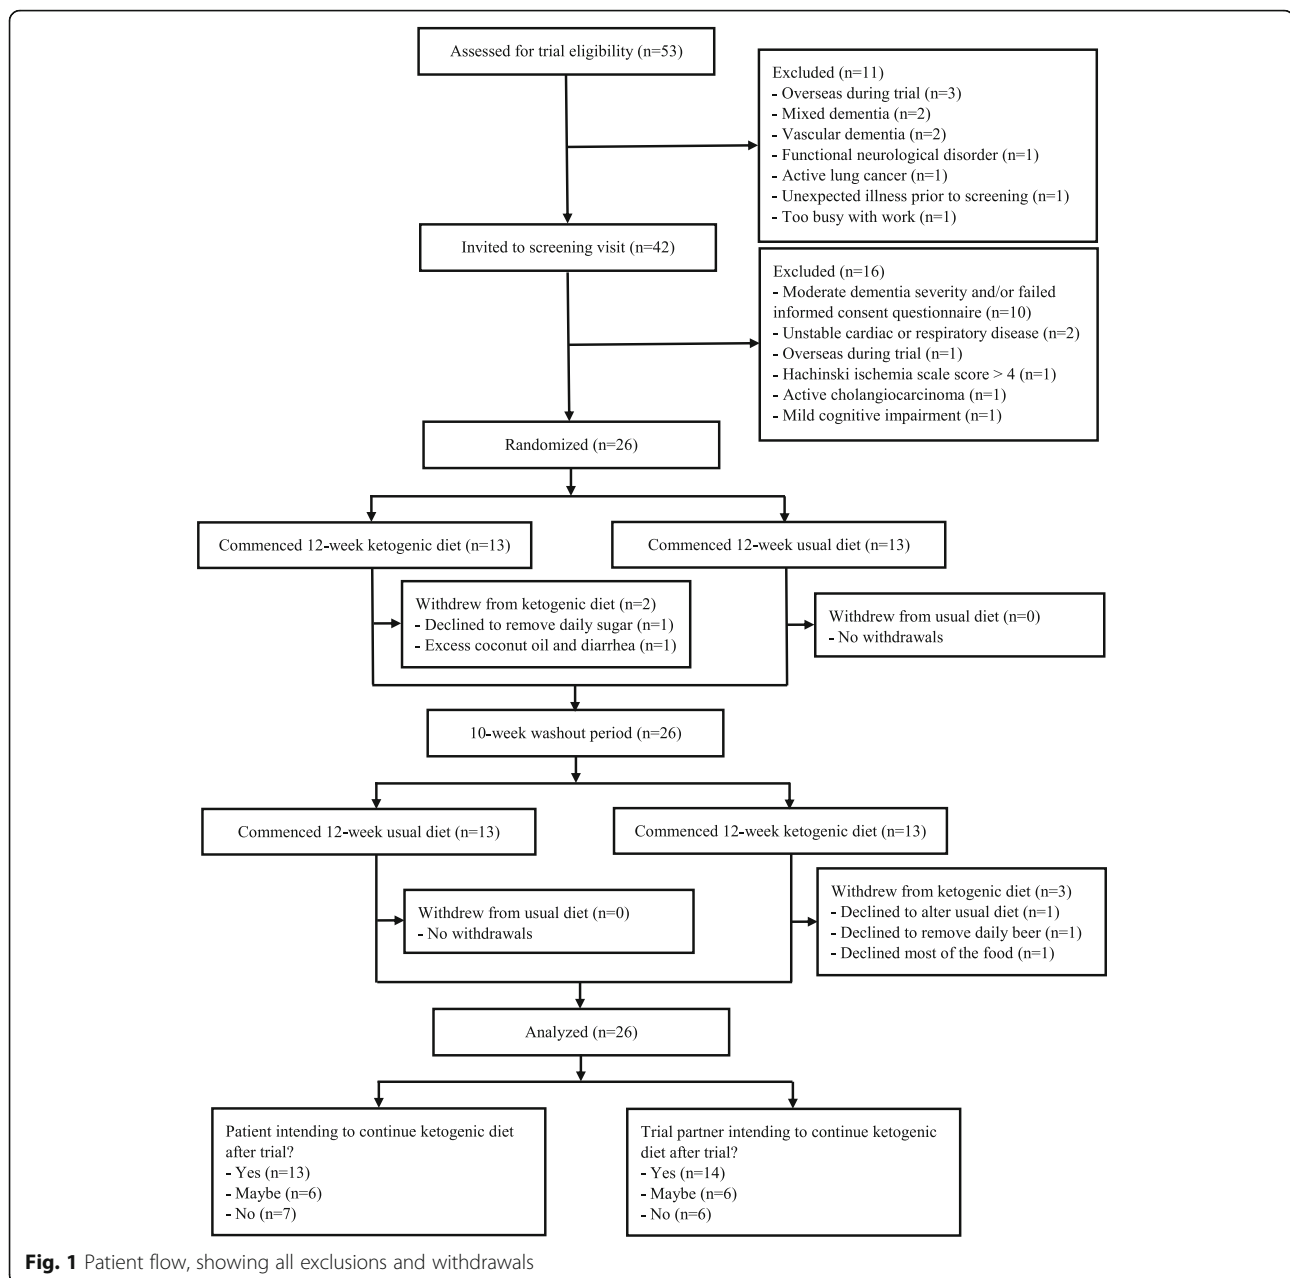 Assessed for trial eligibility (n=53)
Excluded (n=11)
- Overseas during trial (n=3)
- Mixed dementia (n=2)
- Vascular dementia (n=2)
- Functional neurological disorder (n=1)
- Active lung cancer (n=1)
- Unexpected illness prior to screening (n=1)
- Too busy with work (n=1)
Invited to screening visit (n=42)
Excluded (n=16)
- Moderate dementia severity and/or failed
informed consent questionnaire (n=10)
- Unstable cardiac or respiratory disease (n=2)
- Overseas during trial (n=1)
- Hachinski ischemia scale score > 4 (n=1)
- Active cholangiocarcinoma (n=1)
- Mild cognitive impairment (n=1)
Randomized (n=26)
Commenced 12-week ketogenic diet (n=13)
Commenced 12-week usual diet (n=13)
Withdrew from ketogenic diet (n=2)
- Declined to remove daily sugar (n=1)
- Excess coconut oil and diarrhea (n=1)
Withdrew from usual diet (n=0)
- No withdrawals
10-week washout period (n=26)
Commenced 12-week usual diet (n=13)
Commenced 12-week ketogenic diet (n=13)
Withdrew from usual diet (n=0)
- No withdrawals
Withdrew from ketogenic diet (n=3)
- Declined to alter usual diet (n=1)
- Declined to remove daily beer (n=1)
- Declined most of the food (n=1)
Analyzed (n=26)
Patient intending to continue ketogenic diet
after trial?
- Yes (n=13)
- Maybe (n=6)
- No (n=7)
Trial partner intending to continue ketogenic
diet after trial?
- Yes (n=14)
- Maybe (n=6)
- No (n=6)
Fig. 1 Patient flow, showing all exclusions and withdrawals